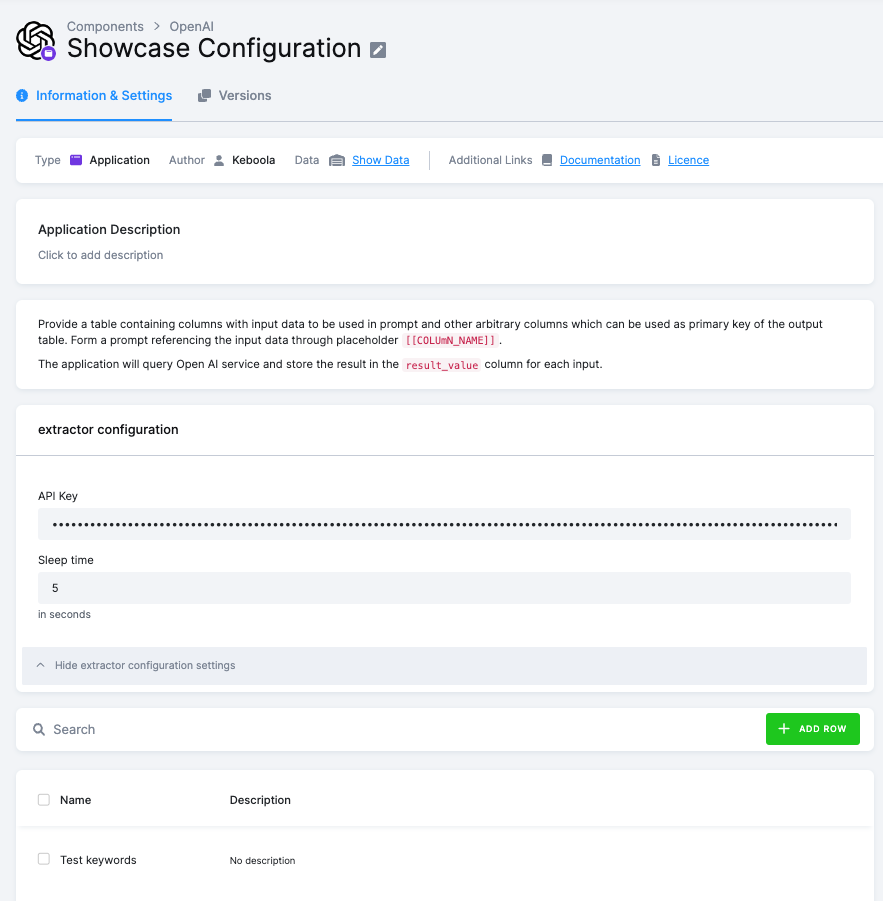 Components > OpenAI
Showcase Configuration
Information & Settings Versions
Type Application Author Keboola Data Show Data Additional Links Documentation Licence
Application Description
Click to add description
Provide a table containing columns with input data to be used in prompt and other arbitrary columns which can be used as primary key of the output
table. Form a prompt referencing the input data through placeholder [[COLUmN_NAME]] .
The application will query Open AI service and store the result in the result_value column for each input.
extractor configuration
API Key
Sleep time
5
in seconds
Hide extractor configuration settings
Search ADD ROW
Name Description
Test keywords No description